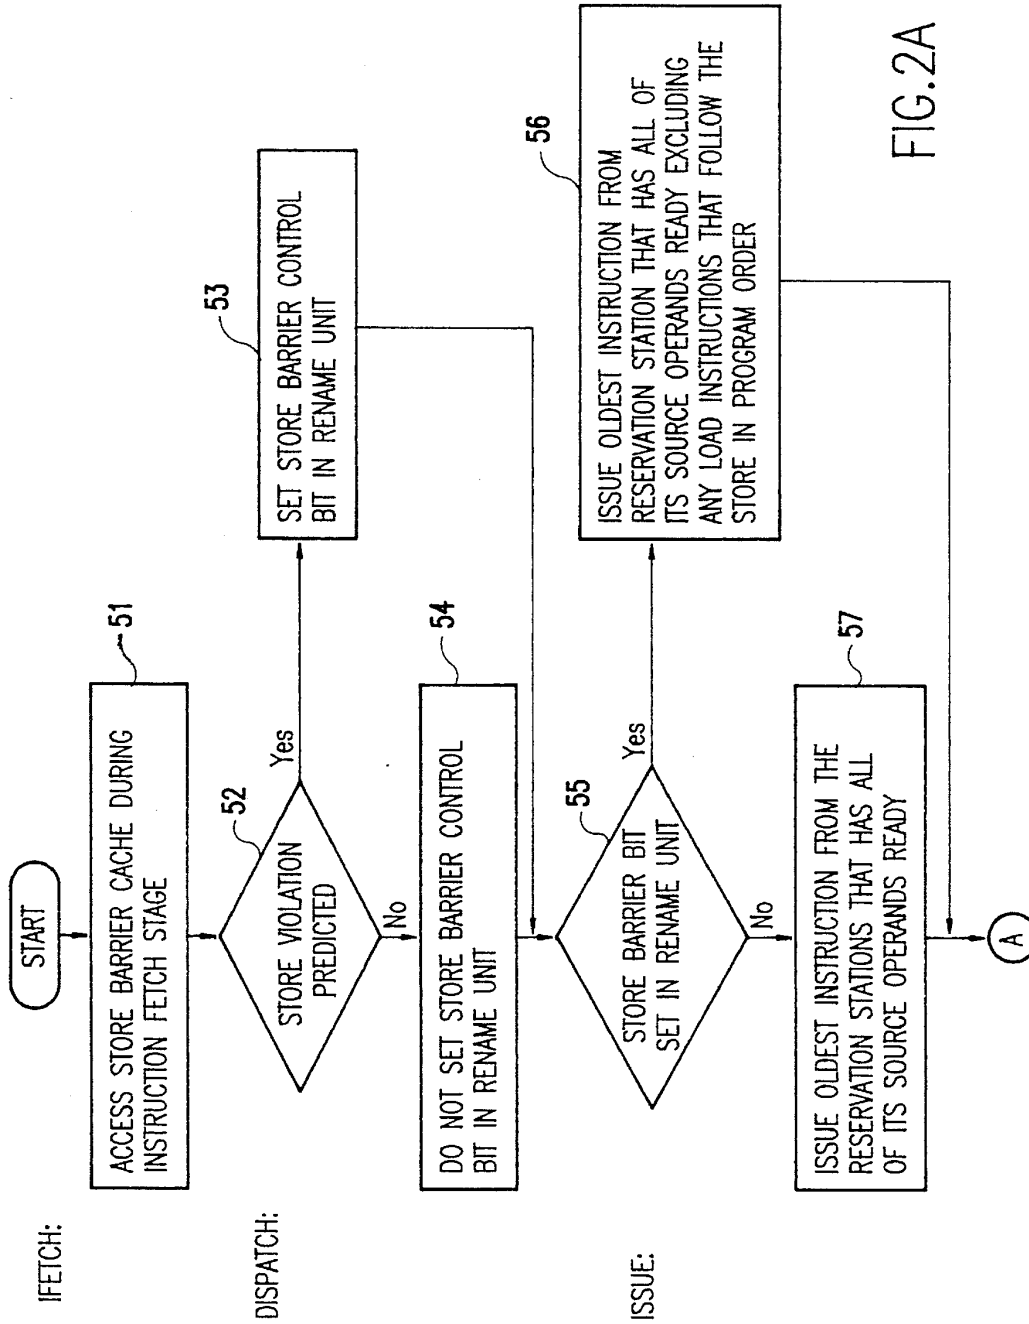 IFETCH:
START
ACCESS STORE BARRIER CACHE DURING
INSTRUCTION FETCH STAGE
51
DISPATCH:
STORE VIOLATION
PREDICTED
52
Yes
No
SET STORE BARRIER CONTROL
BIT IN RENAME UNIT
53
DO NOT SET STORE BARRIER CONTROL
BIT IN RENAME UNIT
54
ISSUE:
STORE BARRIER BIT
SET IN RENAME UNIT
55
Yes
No
ISSUE OLDEST INSTRUCTION FROM
RESERVATION STATION THAT HAS ALL OF
ITS SOURCE OPERANDS READY EXCLUDING
ANY LOAD INSTRUCTIONS THAT FOLLOW THE
STORE IN PROGRAM ORDER
56
ISSUE OLDEST INSTRUCTION FROM THE
RESERVATION STATIONS THAT HAS ALL
OF ITS SOURCE OPERANDS READY
57
A
FIG.2A